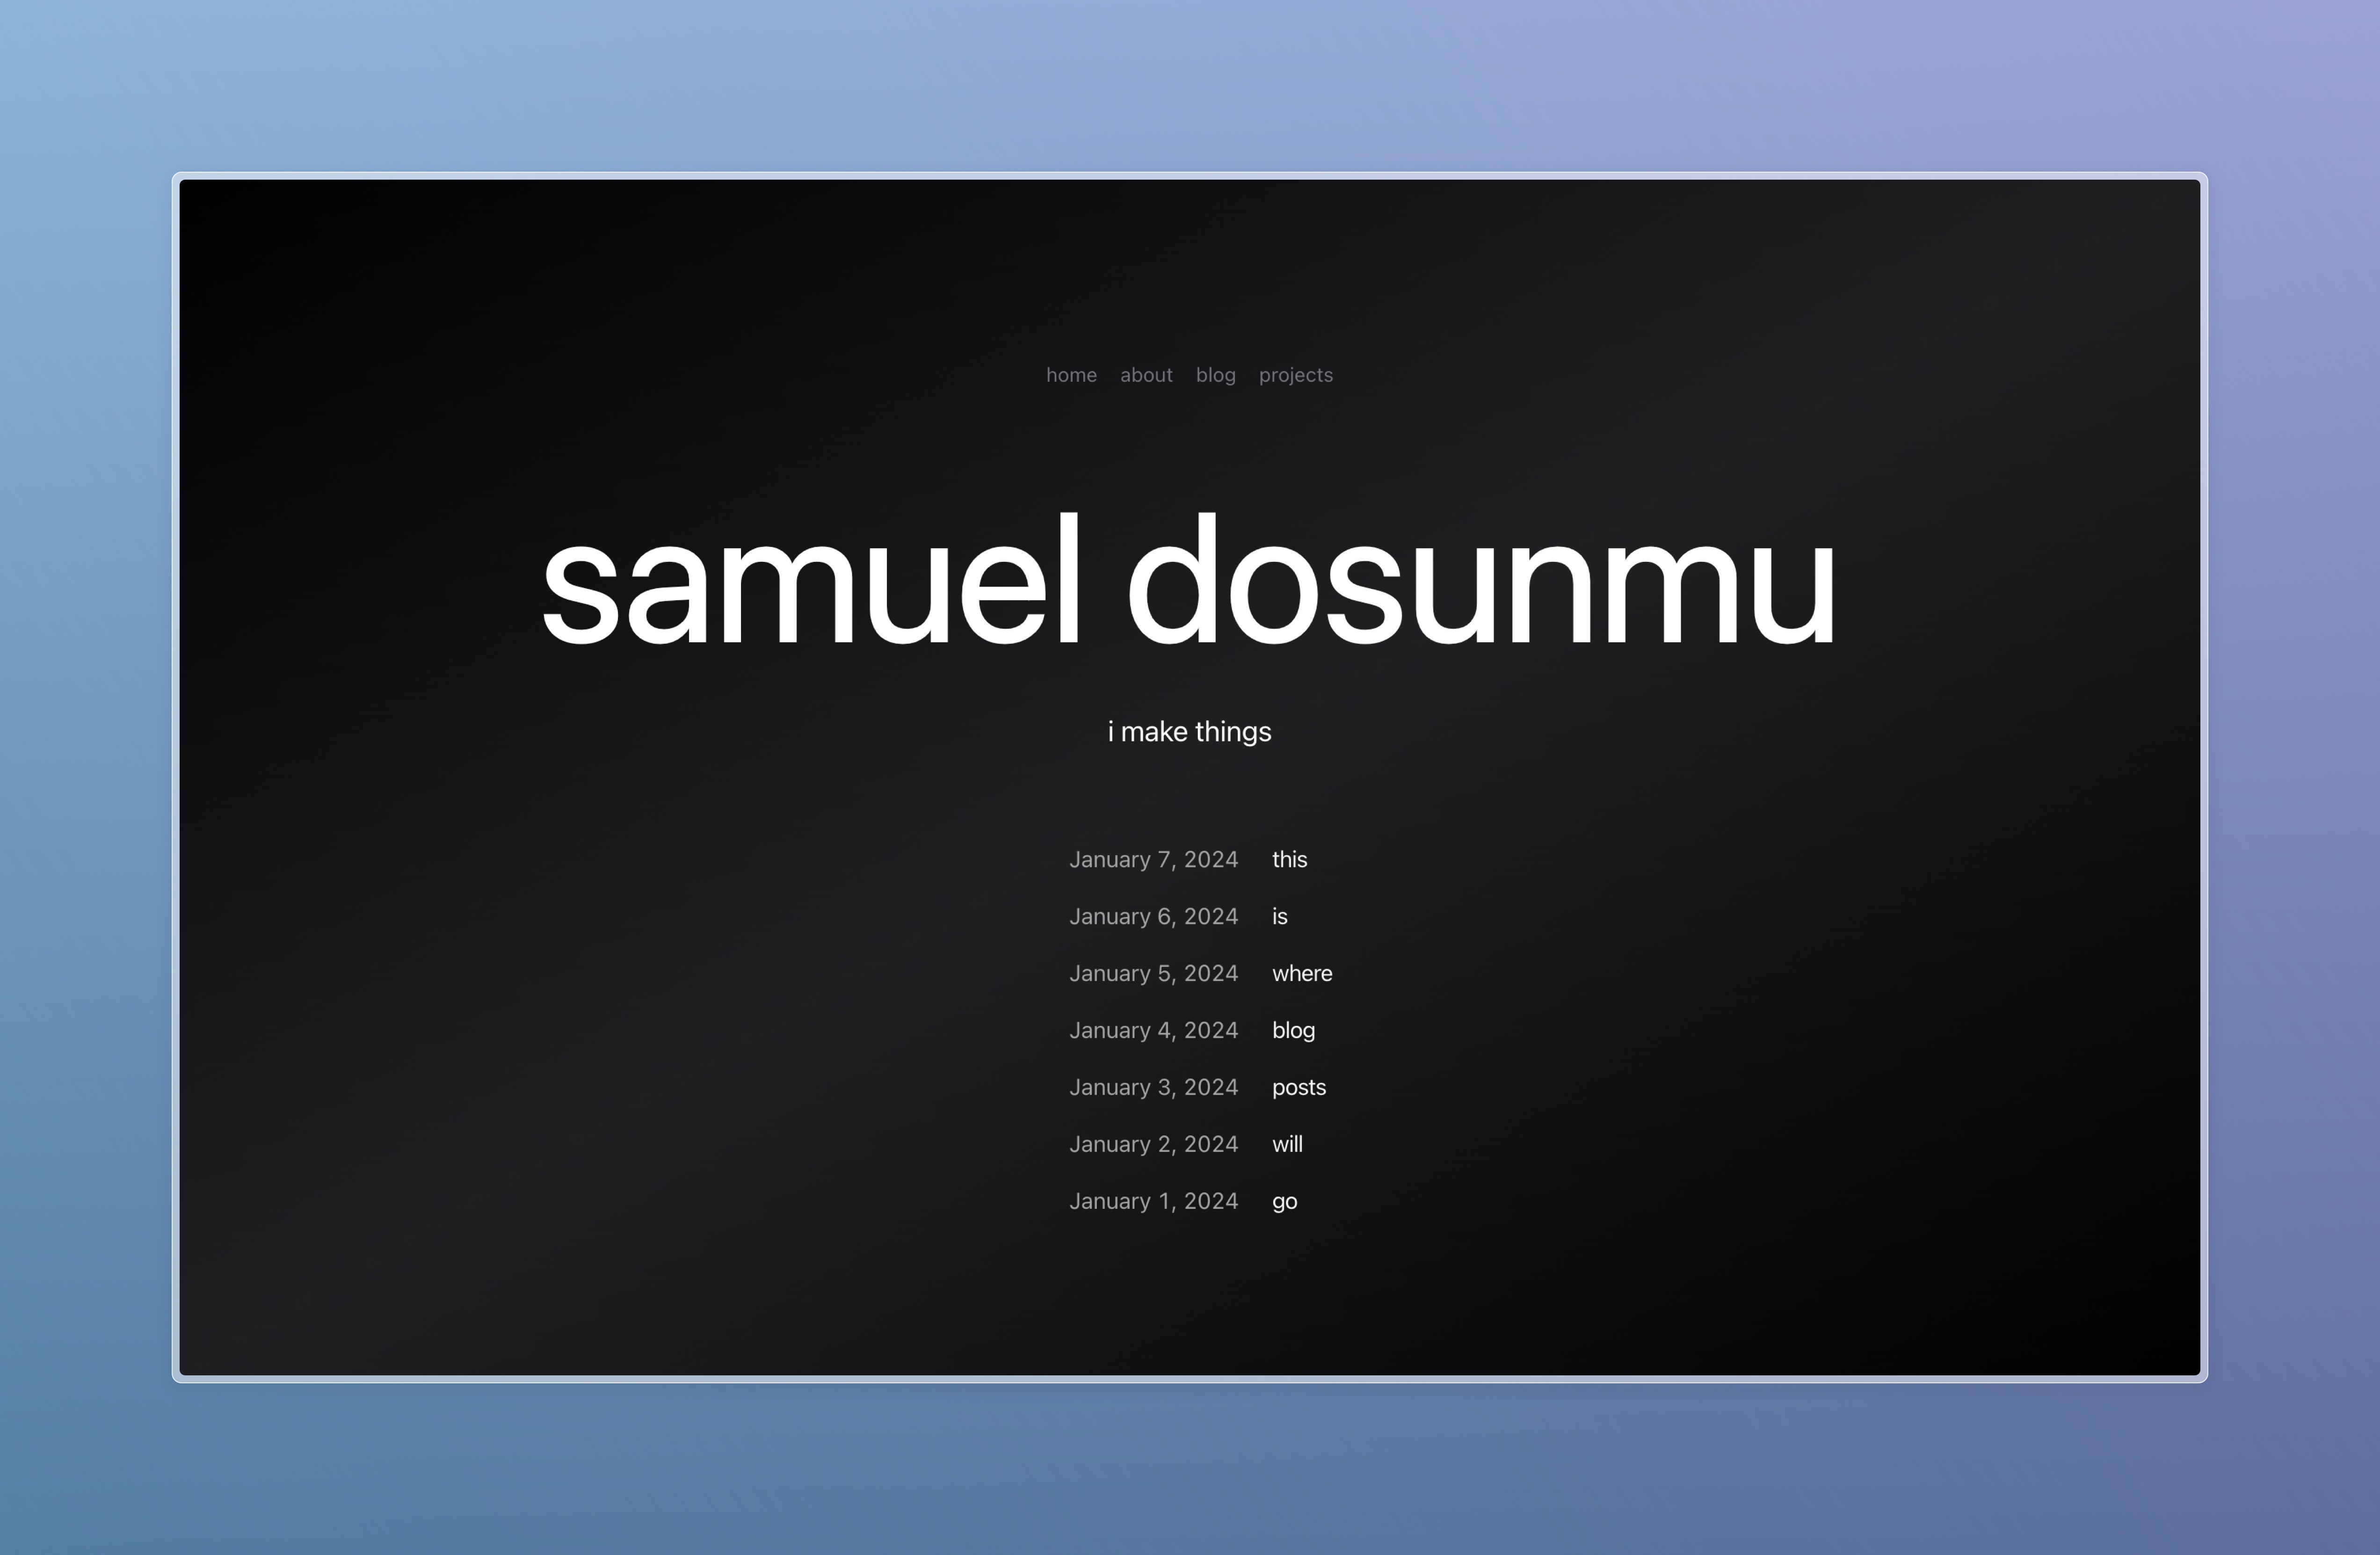 home about blog projects
samuel dosunmu
i make things
January 7, 2024 this
January 6, 2024 is
January 5, 2024 where
January 4, 2024 blog
January 3, 2024 posts
January 2, 2024 will
January 1, 2024 go